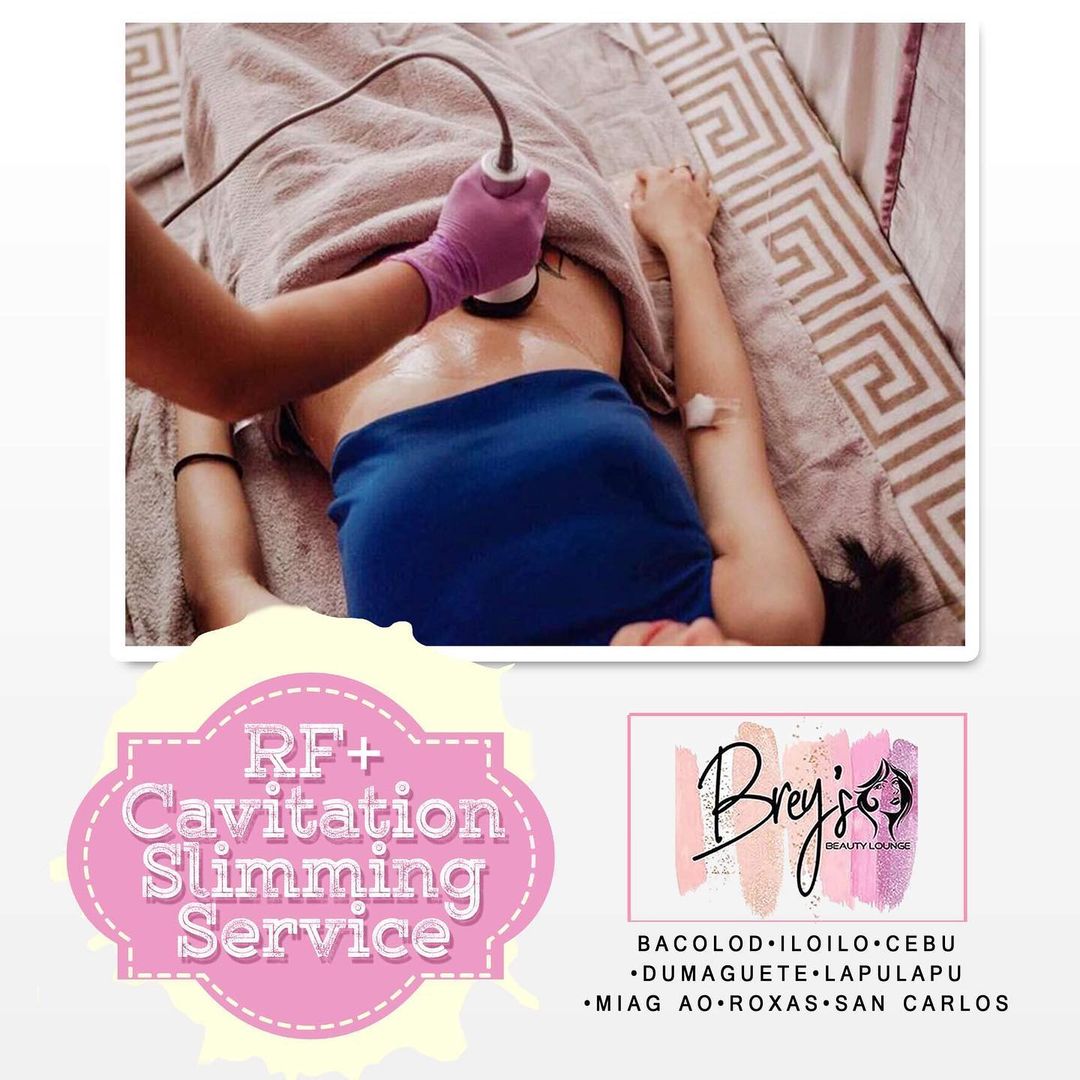 RF+
Cavitation
Slimming
Service
Brey's
BEAUTY LOUNGE
BACOLOD•ILOILO•CEBU
•DUMAGUETE•LAPULAPU
•MIAG AO•ROXAS•SAN CARLOS